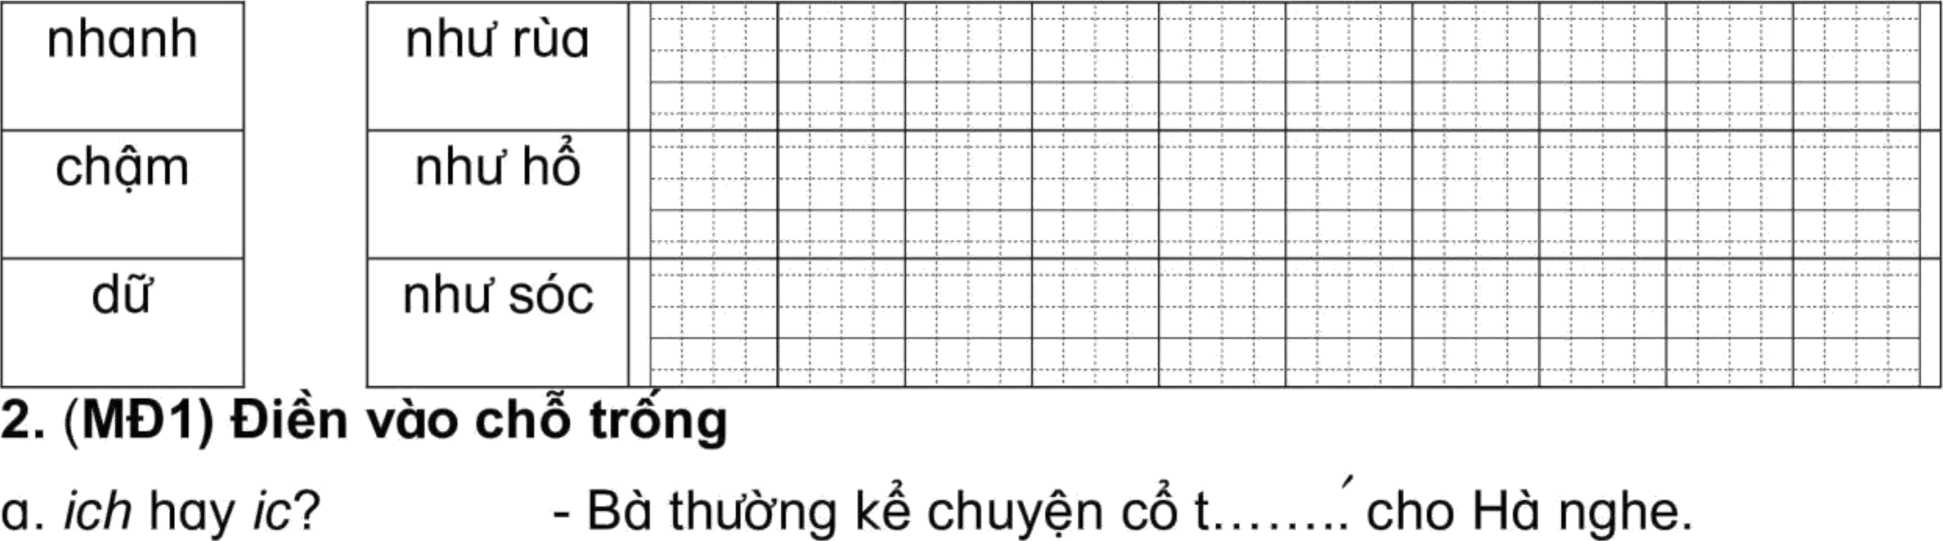 nhanh như rùa
chậm như hổ
dữ như sóc
2. (MĐ1) Điền vào chỗ trống
a. ich hay ic? - Bà thường kể chuyện cổ t........́ cho Hà nghe.